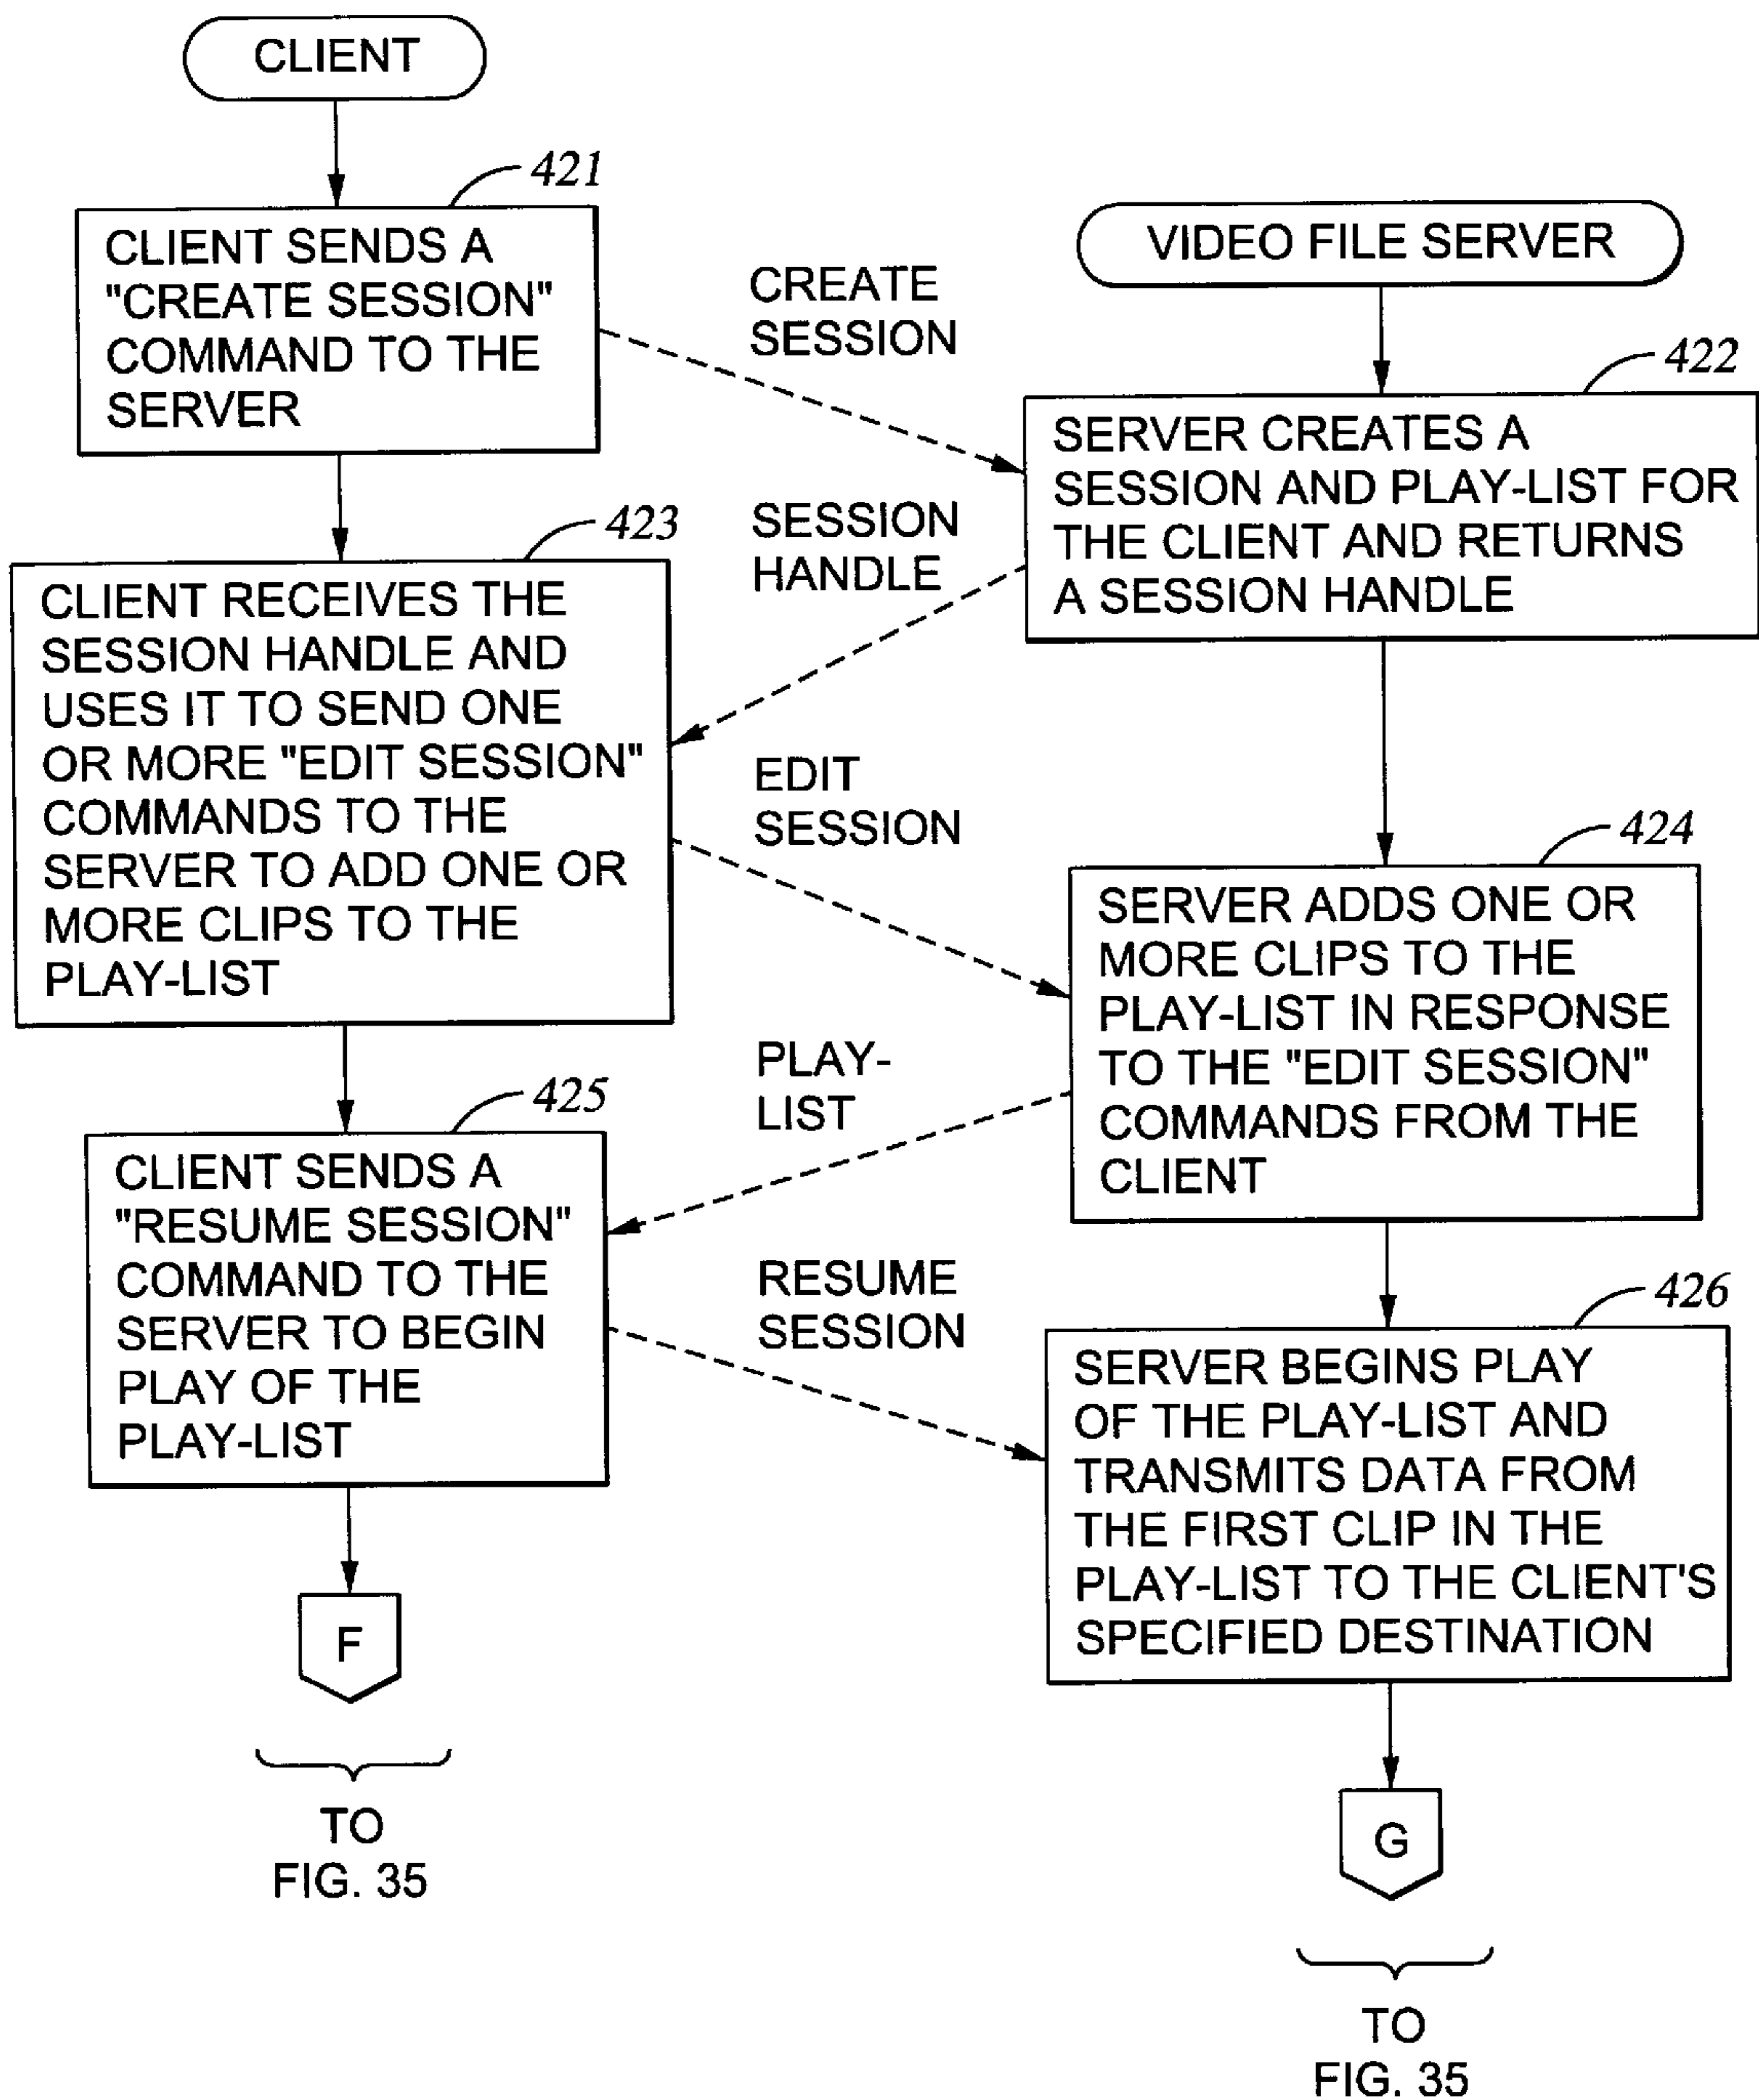 CLIENT
421
CLIENT SENDS A
"CREATE SESSION"
COMMAND TO THE
SERVER
VIDEO FILE SERVER
CREATE
SESSION
422
SERVER CREATES A
SESSION AND PLAY-LIST FOR
THE CLIENT AND RETURNS
A SESSION HANDLE
SESSION
HANDLE
423
CLIENT RECEIVES THE
SESSION HANDLE AND
USES IT TO SEND ONE
OR MORE "EDIT SESSION"
COMMANDS TO THE
SERVER TO ADD ONE OR
MORE CLIPS TO THE
PLAY-LIST
EDIT
SESSION
424
SERVER ADDS ONE OR
MORE CLIPS TO THE
PLAY-LIST IN RESPONSE
TO THE "EDIT SESSION"
COMMANDS FROM THE
CLIENT
PLAY-
LIST
425
CLIENT SENDS A
"RESUME SESSION"
COMMAND TO THE
SERVER TO BEGIN
PLAY OF THE
PLAY-LIST
RESUME
SESSION
426
SERVER BEGINS PLAY
OF THE PLAY-LIST AND
TRANSMITS DATA FROM
THE FIRST CLIP IN THE
PLAY-LIST TO THE CLIENT'S
SPECIFIED DESTINATION
F
TO
FIG. 35
G
TO
FIG. 35